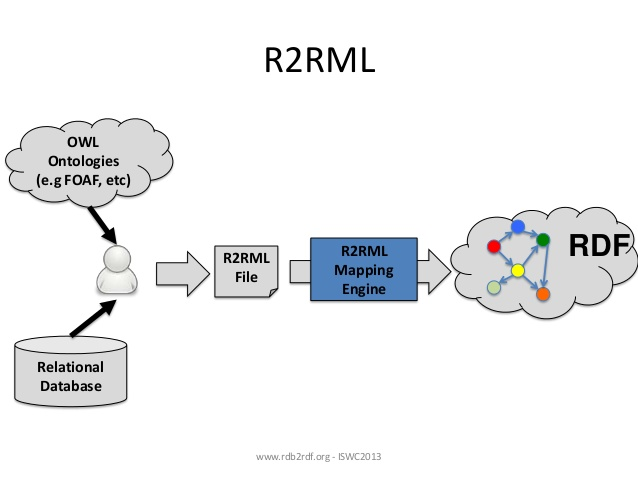 R2RML
OWL
Ontologies
(e.g FOAF, etc)
R2RML
File
R2RML
Mapping
Engine
RDF
Relational
Database
www.rdb2rdf.org - ISWC2013